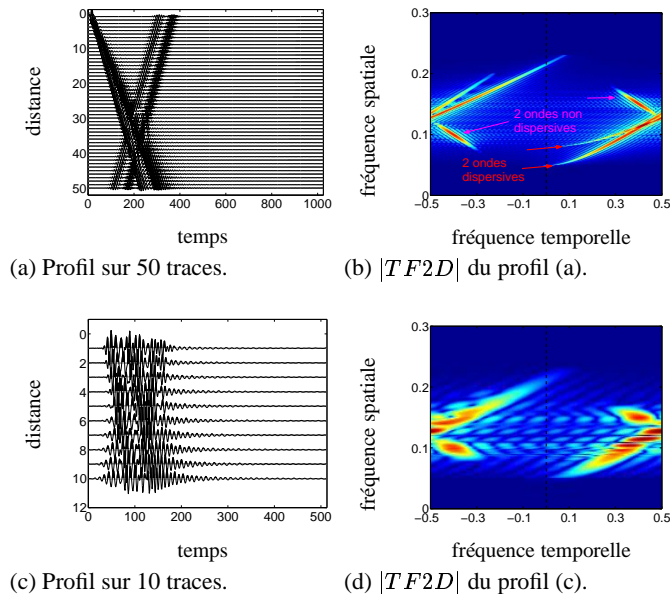 0
10
20
30
40
50
0 200 400 600 800 1000
distance
temps
(a) Profil sur 50 traces.
0.3
0.2
0.1
0
-0.5 -0.3 -0.1 0.1 0.3 0.5
fréquence spatiale
fréquence temporelle
2 ondes non
dispersives
2 ondes
dispersives
(b) |TF2D| du profil (a).
0
2
4
6
8
10
12
0 100 200 300 400 500
distance
temps
(c) Profil sur 10 traces.
0.3
0.2
0.1
0
-0.5 -0.3 -0.1 0.1 0.3 0.5
fréquence spatiale
fréquence temporelle
(d) |TF2D| du profil (c).